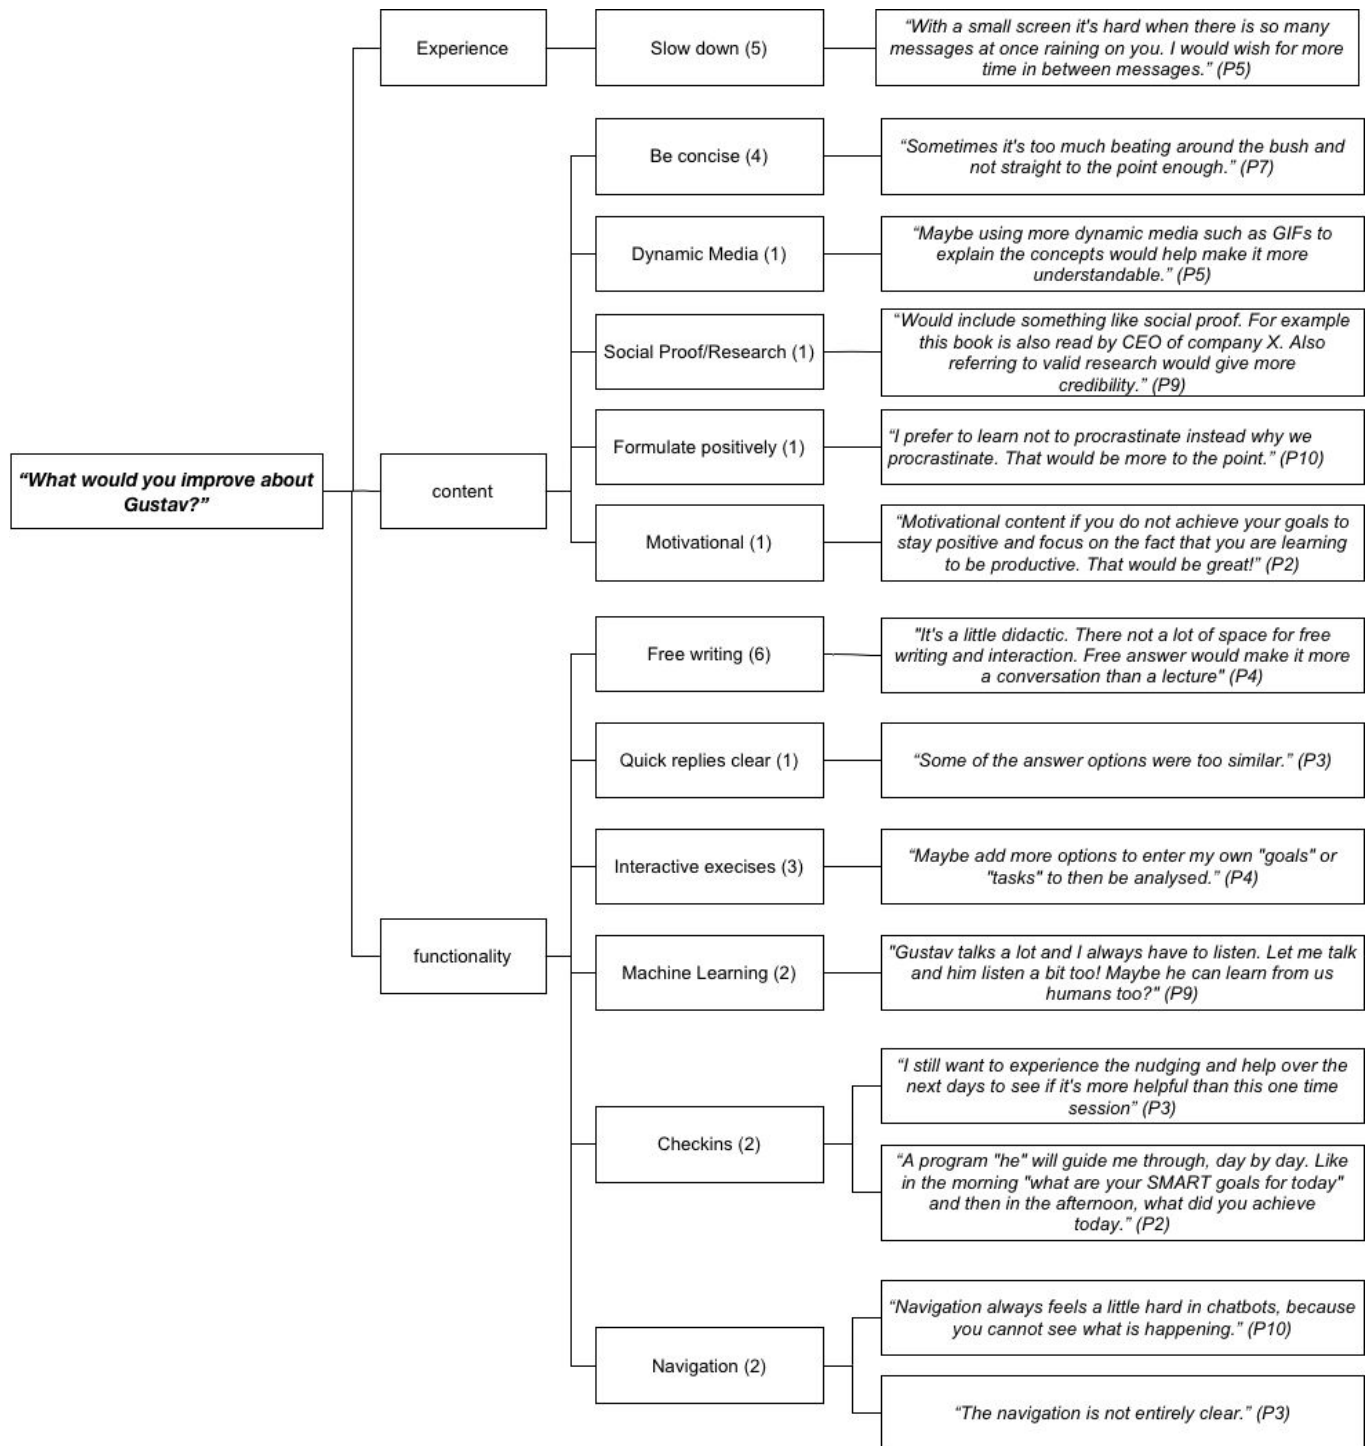 Experience
Slow down (5)
“With a small screen it's hard when there is so many
messages at once raining on you. I would wish for more
time in between messages.” (P5)
Be concise (4)
“Sometimes it's too much beating around the bush and
not straight to the point enough.” (P7)
Dynamic Media (1)
“Maybe using more dynamic media such as GIFs to
explain the concepts would help make it more
understandable.” (P5)
Social Proof/Research (1)
“Would include something like social proof. For example
this book is also read by CEO of company X. Also
referring to valid research would give more
credibility.” (P9)
Formulate positively (1)
“I prefer to learn not to procrastinate instead why we
procrastinate. That would be more to the point.” (P10)
“What would you improve about
Gustav?”
content
Motivational (1)
“Motivational content if you do not achieve your goals to
stay positive and focus on the fact that you are learning
to be productive. That would be great!” (P2)
Free writing (6)
"It's a little didactic. There not a lot of space for free
writing and interaction. Free answer would make it more
a conversation than a lecture" (P4)
Quick replies clear (1)
“Some of the answer options were too similar.” (P3)
Interactive execises (3)
“Maybe add more options to enter my own "goals" or
"tasks" to then be analysed.” (P4)
functionality
Machine Learning (2)
"Gustav talks a lot and I always have to listen. Let me talk
and him listen a bit too! Maybe he can learn from us
humans too?" (P9)
Checkins (2)
“I still want to experience the nudging and help over the
next days to see if it's more helpful than this one time
session” (P3)
“A program "he" will guide me through, day by day. Like
in the morning "what are your SMART goals for today"
and then in the afternoon, what did you achieve
today.” (P2)
Navigation (2)
“Navigation always feels a little hard in chatbots, because
you cannot see what is happening.” (P10)
“The navigation is not entirely clear.” (P3)